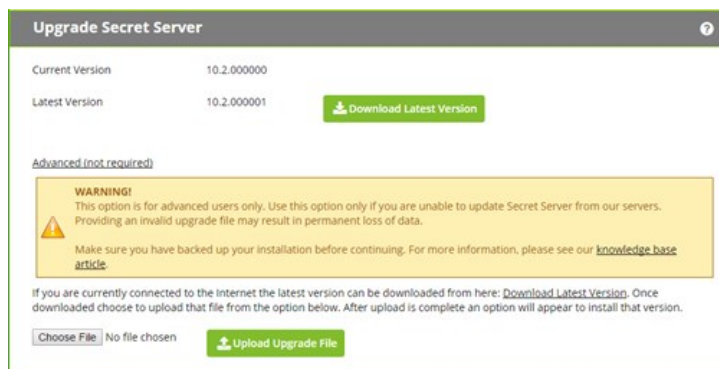 Upgrade Secret Server
Current Version 10.2.000000
Latest Version 10.2.000001 Download Latest Version
Advanced (not required)
WARNING!
This option is for advanced users only. Use this option only if you are unable to update Secret Server from our servers.
Providing an invalid upgrade file may result in permanent loss of data.
Make sure you have backed up your installation before continuing. For more information, please see our knowledge base
article.
If you are currently connected to the Internet the latest version can be downloaded from here: Download Latest Version. Once
downloaded choose to upload that file from the option below. After upload is complete an option will appear to install that version.
Choose File No file chosen Upload Upgrade File